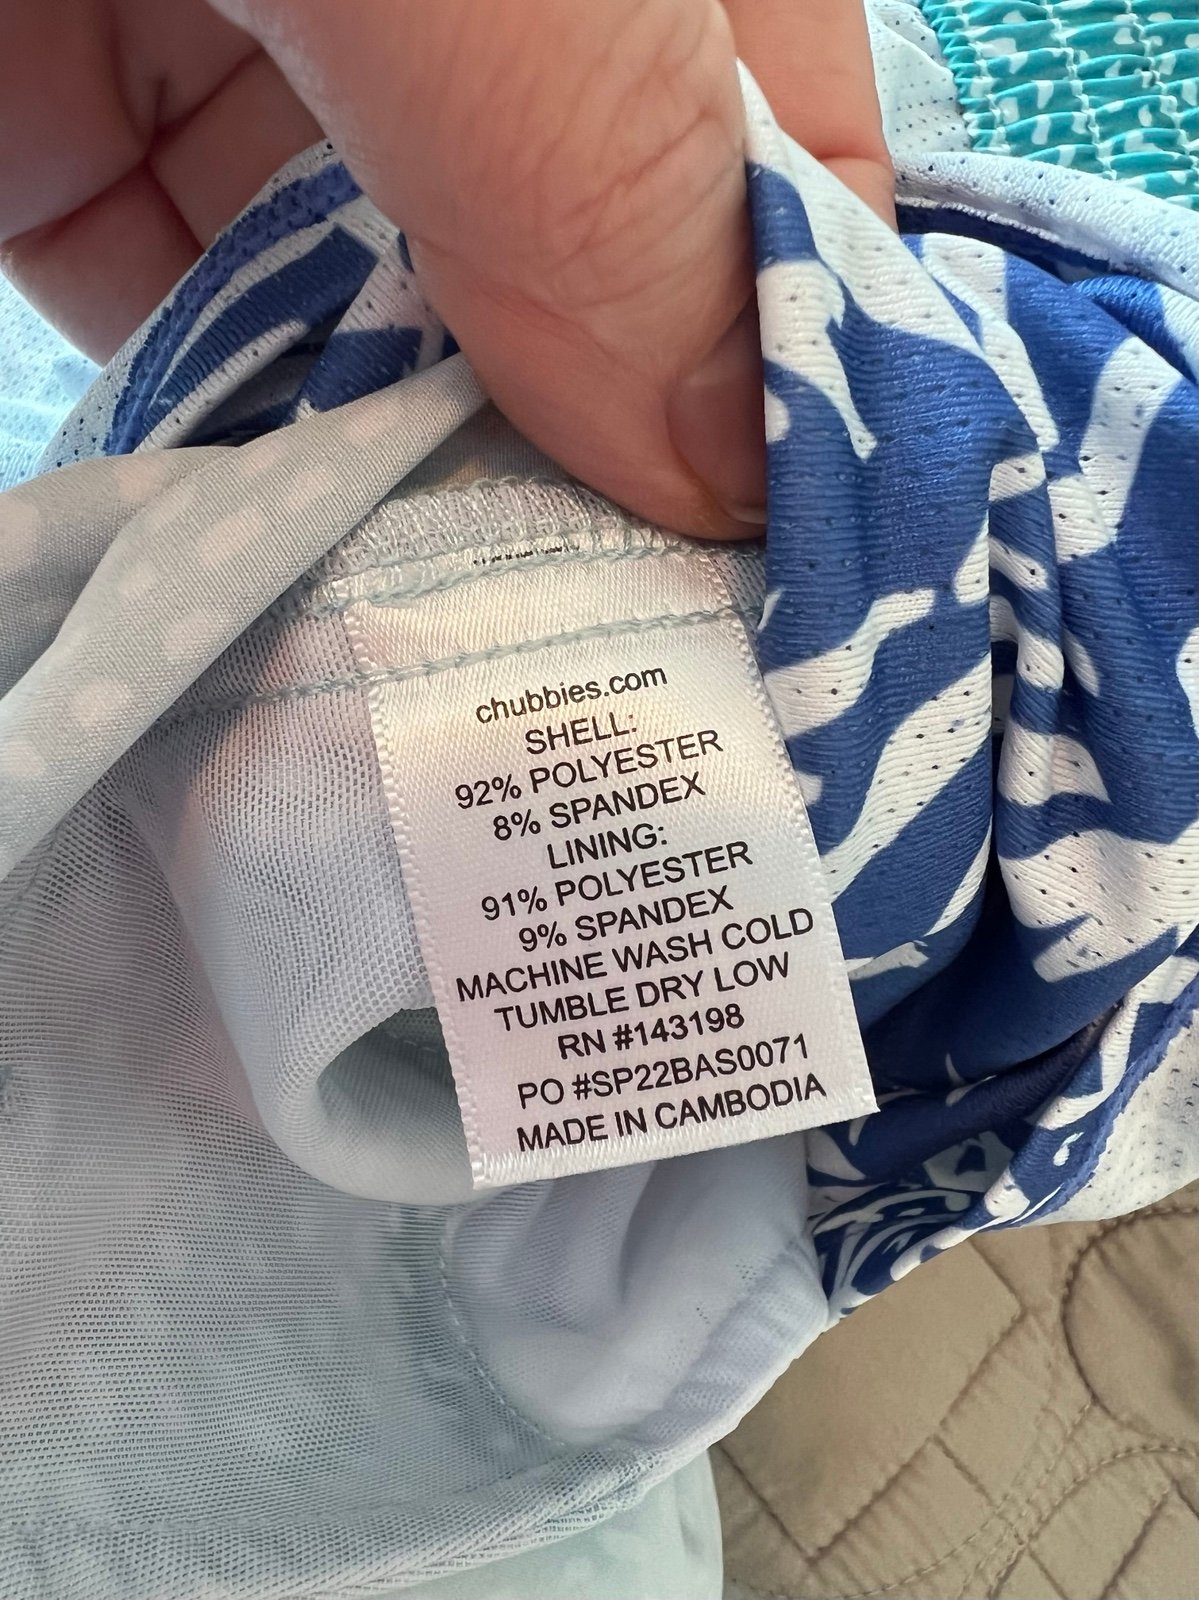 chubbies.com
SHELL:
92% POLYESTER
8% SPANDEX
LINING:
91% POLYESTER
9% SPANDEX
MACHINE WASH COLD
TUMBLE DRY LOW
RN #143198
PO #SP22BAS0071
MADE IN CAMBODIA